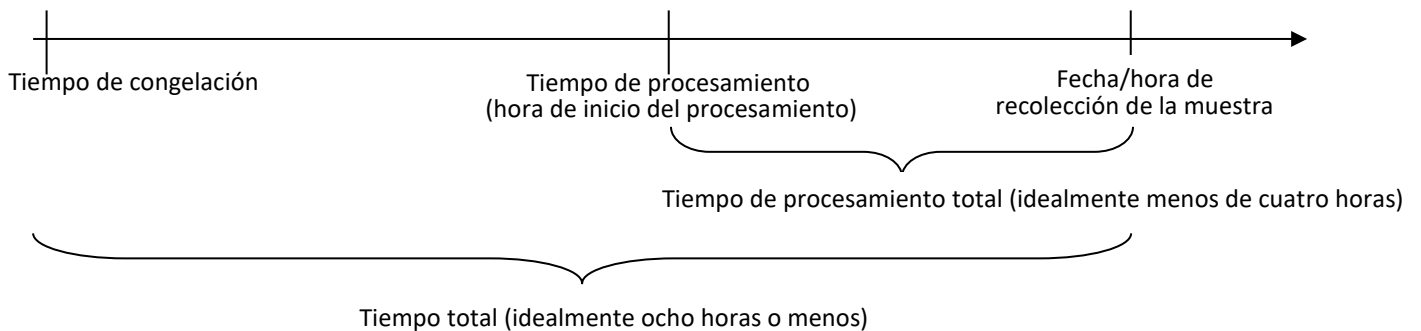 Tiempo de congelación
Tiempo de procesamiento
(hora de inicio del procesamiento)
Fecha/hora de
recolección de la muestra
Tiempo de procesamiento total (idealmente menos de cuatro horas)
Tiempo total (idealmente ocho horas o menos)